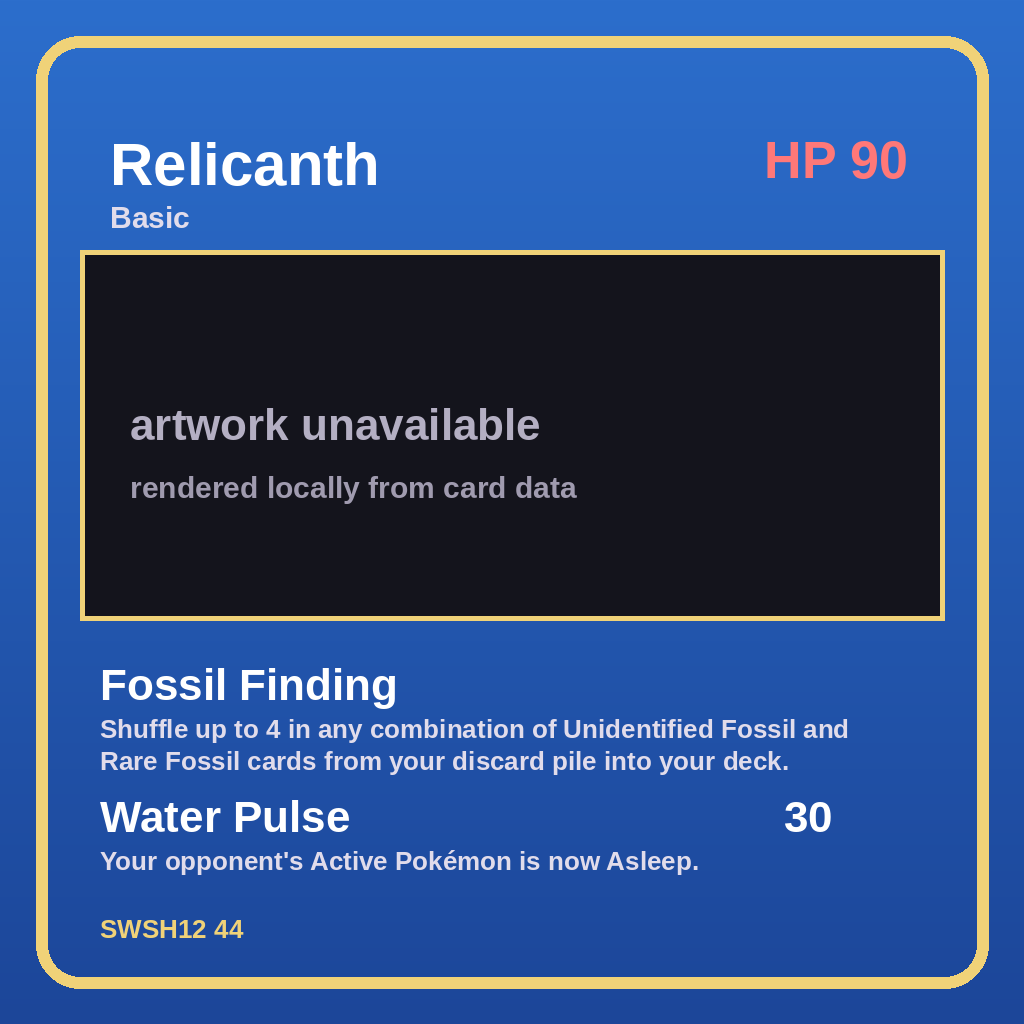 Relicanth
HP 90
Basic
artwork unavailable
rendered locally from card data
Fossil Finding
Shuffle up to 4 in any combination of Unidentified Fossil and
Rare Fossil cards from your discard pile into your deck.
Water Pulse 30
Your opponent's Active Pokémon is now Asleep.
SWSH12 44